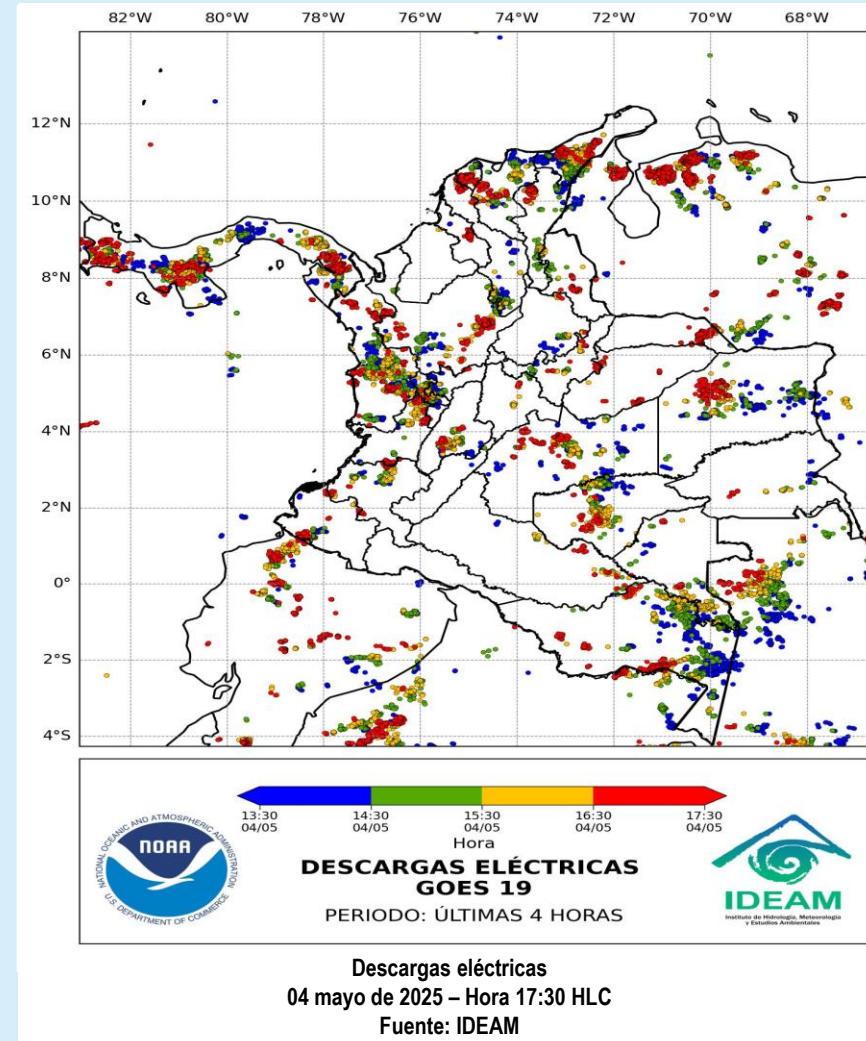 82°W 80°W 78°W 76°W 74°W 72°W 70°W 68°W
12°N
10°N
8°N
6°N
4°N
2°N
0°
2°S
4°S
13:30 14:30 15:30 16:30 17:30
04/05 04/05 04/05 04/05 04/05
Hora
DESCARGAS ELÉCTRICAS
GOES 19
PERIODO: ÚLTIMAS 4 HORAS
NATIONAL OCEANIC AND ATMOSPHERIC ADMINISTRATION
NOAA
U.S. DEPARTMENT OF COMMERCE
IDEAM
Instituto de Hidrología, Meteorología
y Estudios Ambientales
Descargas eléctricas
04 mayo de 2025 – Hora 17:30 HLC
Fuente: IDEAM